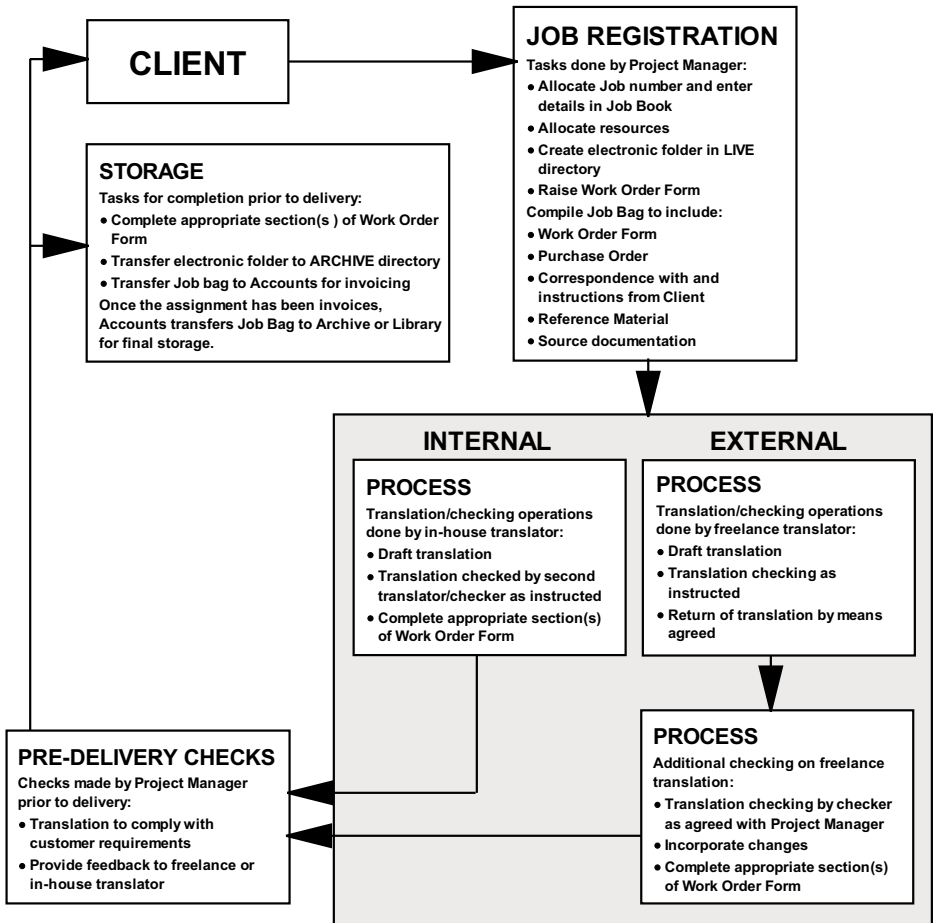 CLIENT
JOB REGISTRATION
Tasks done by Project Manager:
• Allocate Job number and enter
details in Job Book
• Allocate resources
• Create electronic folder in LIVE
directory
• Raise Work Order Form
Compile Job Bag to include:
• Work Order Form
• Purchase Order
• Correspondence with and
instructions from Client
• Reference Material
• Source documentation
STORAGE
Tasks for completion prior to delivery:
• Complete appropriate section(s ) of Work Order
Form
• Transfer electronic folder to ARCHIVE directory
• Transfer Job bag to Accounts for invoicing
Once the assignment has been invoices,
Accounts transfers Job Bag to Archive or Library
for final storage.
INTERNAL
PROCESS
Translation/checking operations
done by in-house translator:
• Draft translation
• Translation checked by second
translator/checker as instructed
• Complete appropriate section(s)
of Work Order Form
EXTERNAL
PROCESS
Translation/checking operations
done by freelance translator:
• Draft translation
• Translation checking as
instructed
• Return of translation by means
agreed
PROCESS
Additional checking on freelance
translation:
• Translation checking by checker
as agreed with Project Manager
• Incorporate changes
• Complete appropriate section(s)
of Work Order Form
PRE-DELIVERY CHECKS
Checks made by Project Manager
prior to delivery:
• Translation to comply with
customer requirements
• Provide feedback to freelance or
in-house translator